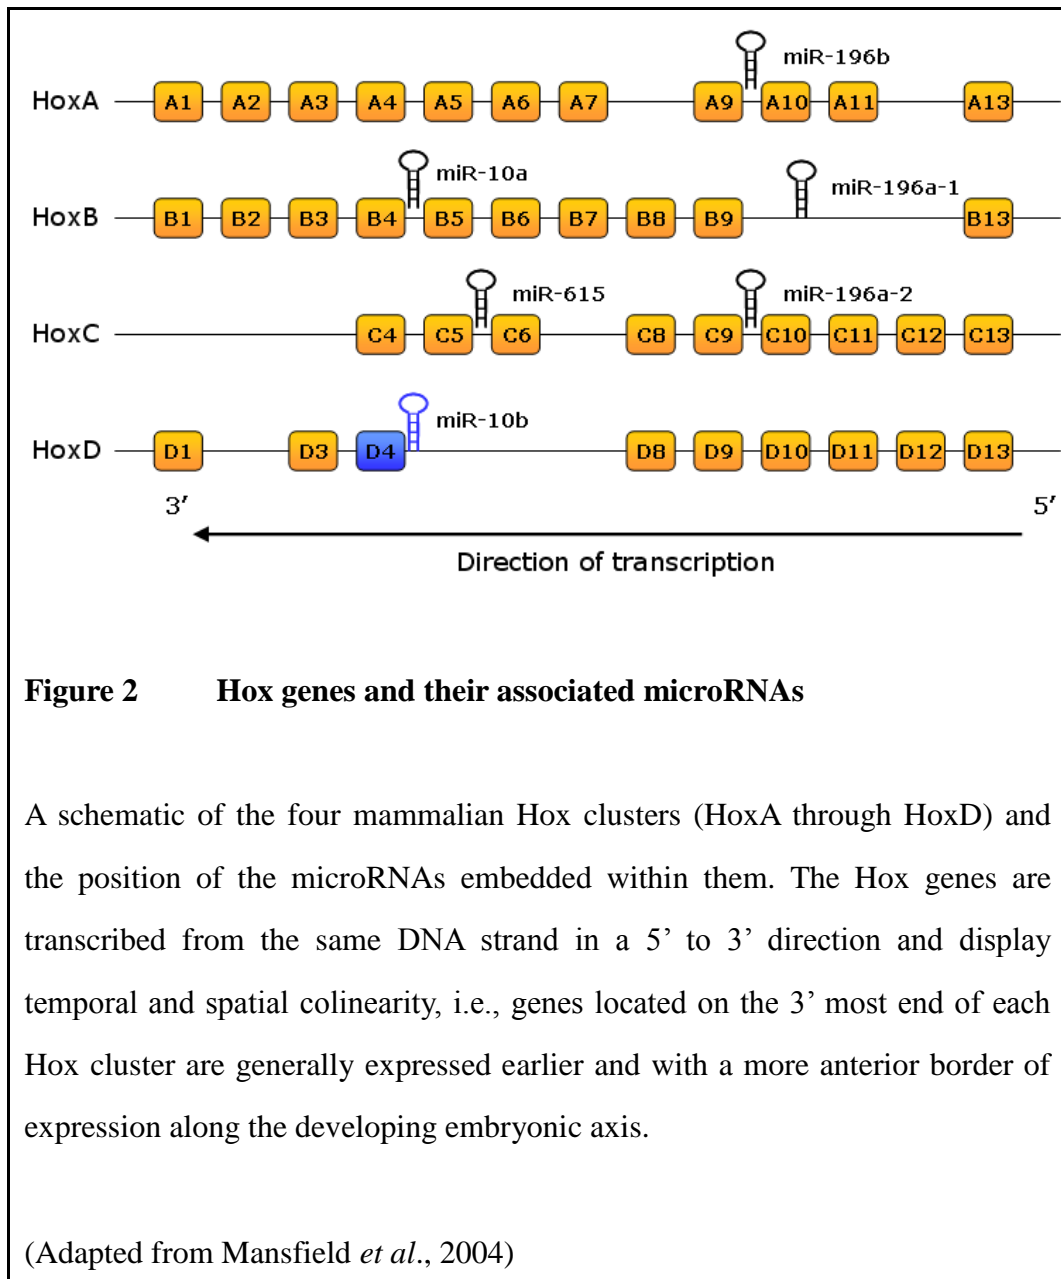 miR-196b
HoxA A1 A2 A3 A4 A5 A6 A7 A9 A10 A11 A13
miR-10a miR-196a-1
HoxB B1 B2 B3 B4 B5 B6 B7 B8 B9 B13
miR-615 miR-196a-2
HoxC C4 C5 C6 C8 C9 C10 C11 C12 C13
miR-10b
HoxD D1 D3 D4 D8 D9 D10 D11 D12 D13
3′ 5′
Direction of transcription
Figure 2 Hox genes and their associated microRNAs
A schematic of the four mammalian Hox clusters (HoxA through HoxD) and
the position of the microRNAs embedded within them. The Hox genes are
transcribed from the same DNA strand in a 5’ to 3’ direction and display
temporal and spatial colinearity, i.e., genes located on the 3’ most end of each
Hox cluster are generally expressed earlier and with a more anterior border of
expression along the developing embryonic axis.
(Adapted from Mansfield et al., 2004)